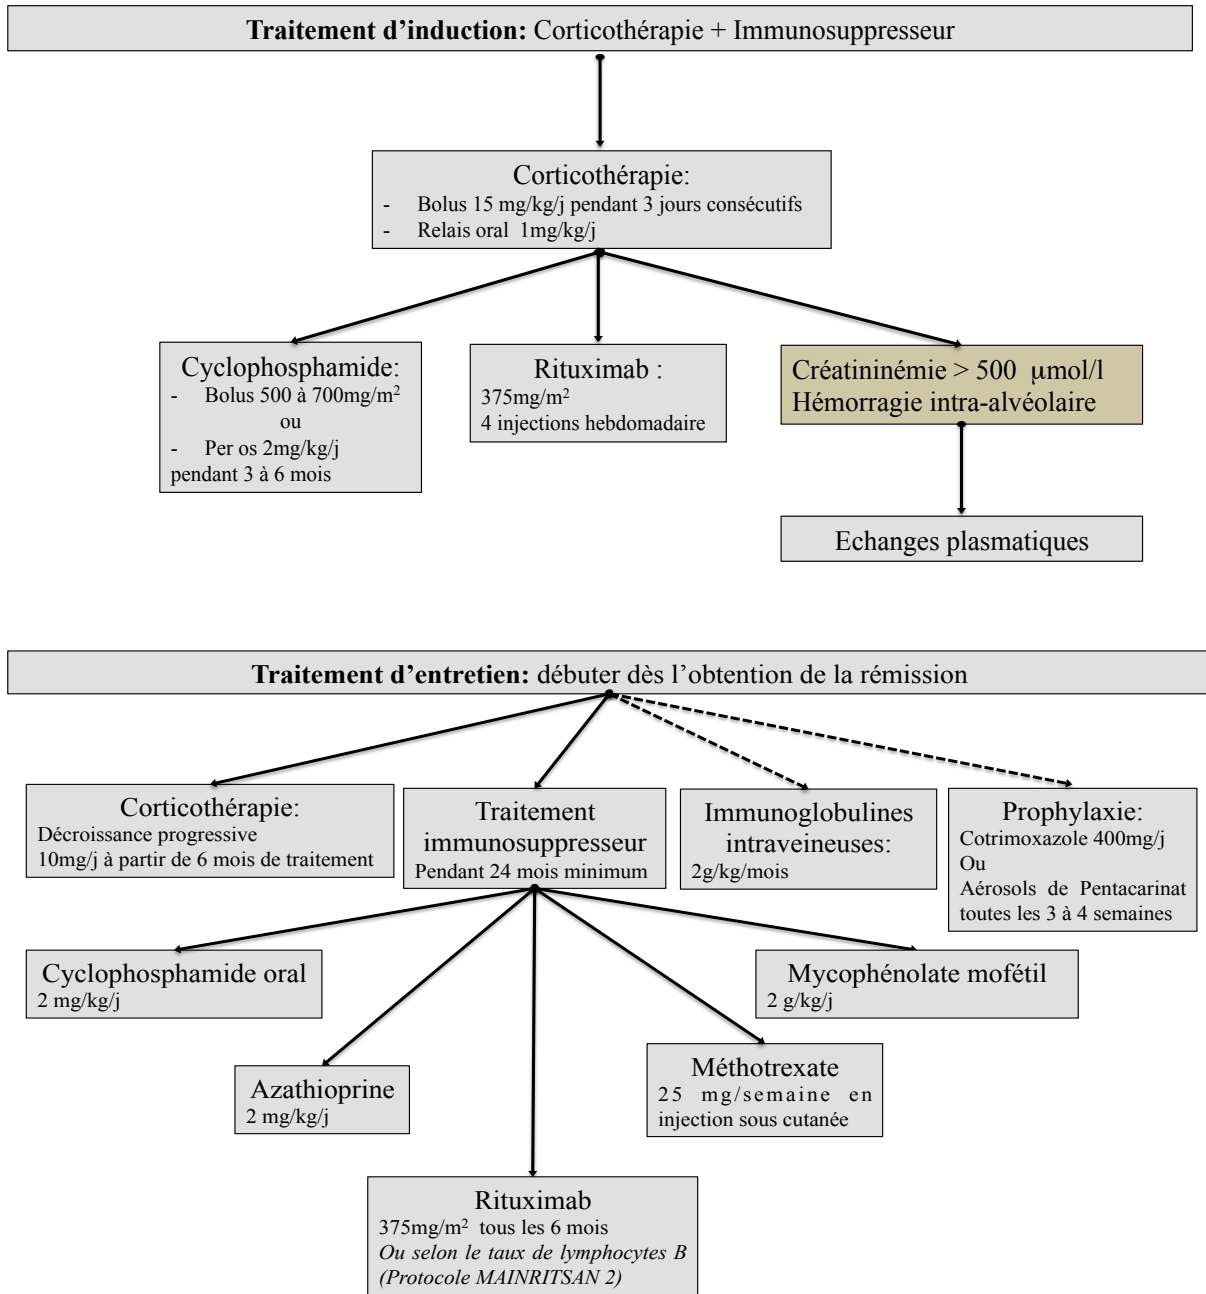 Traitement d’induction: Corticothérapie + Immunosuppresseur
Corticothérapie:
- Bolus 15 mg/kg/j pendant 3 jours consécutifs
- Relais oral 1mg/kg/j
Cyclophosphamide:
- Bolus 500 à 700mg/m²
ou
- Per os 2mg/kg/j
pendant 3 à 6 mois
Rituximab :
375mg/m²
4 injections hebdomadaire
Créatininémie > 500 μmol/l
Hémorragie intra-alvéolaire
Echanges plasmatiques
Traitement d’entretien: débuter dès l’obtention de la rémission
Corticothérapie:
Décroissance progressive
10mg/j à partir de 6 mois de traitement
Traitement
immunosuppresseur
Pendant 24 mois minimum
Immunoglobulines
intraveineuses:
2g/kg/mois
Prophylaxie:
Cotrimoxazole 400mg/j
Ou
Aérosols de Pentacarinat
toutes les 3 à 4 semaines
Cyclophosphamide oral
2 mg/kg/j
Mycophénolate mofétil
2 g/kg/j
Azathioprine
2 mg/kg/j
Méthotrexate
25 mg/semaine en
injection sous cutanée
Rituximab
375mg/m² tous les 6 mois
Ou selon le taux de lymphocytes B
(Protocole MAINRITSAN 2)